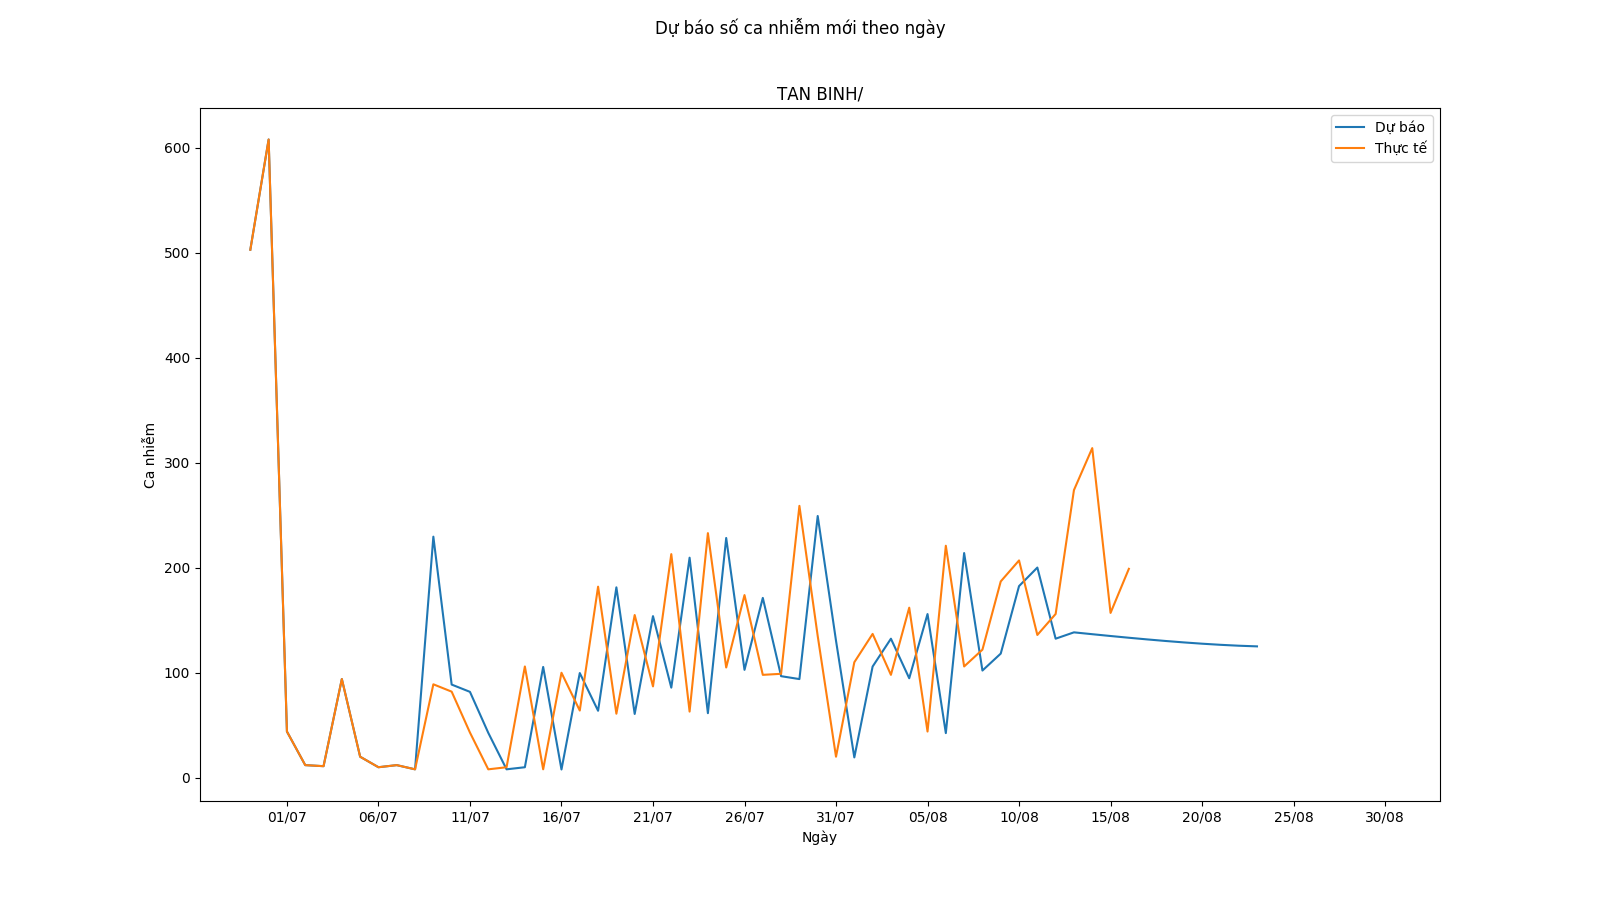 Dự báo số ca nhiễm mới theo ngày
TAN BINH/
Dự báo
Thực tế
600
500
400
300
200
100
0
Ca nhiễm
01/07 06/07 11/07 16/07 21/07 26/07 31/07 05/08 10/08 15/08 20/08 25/08 30/08
Ngày